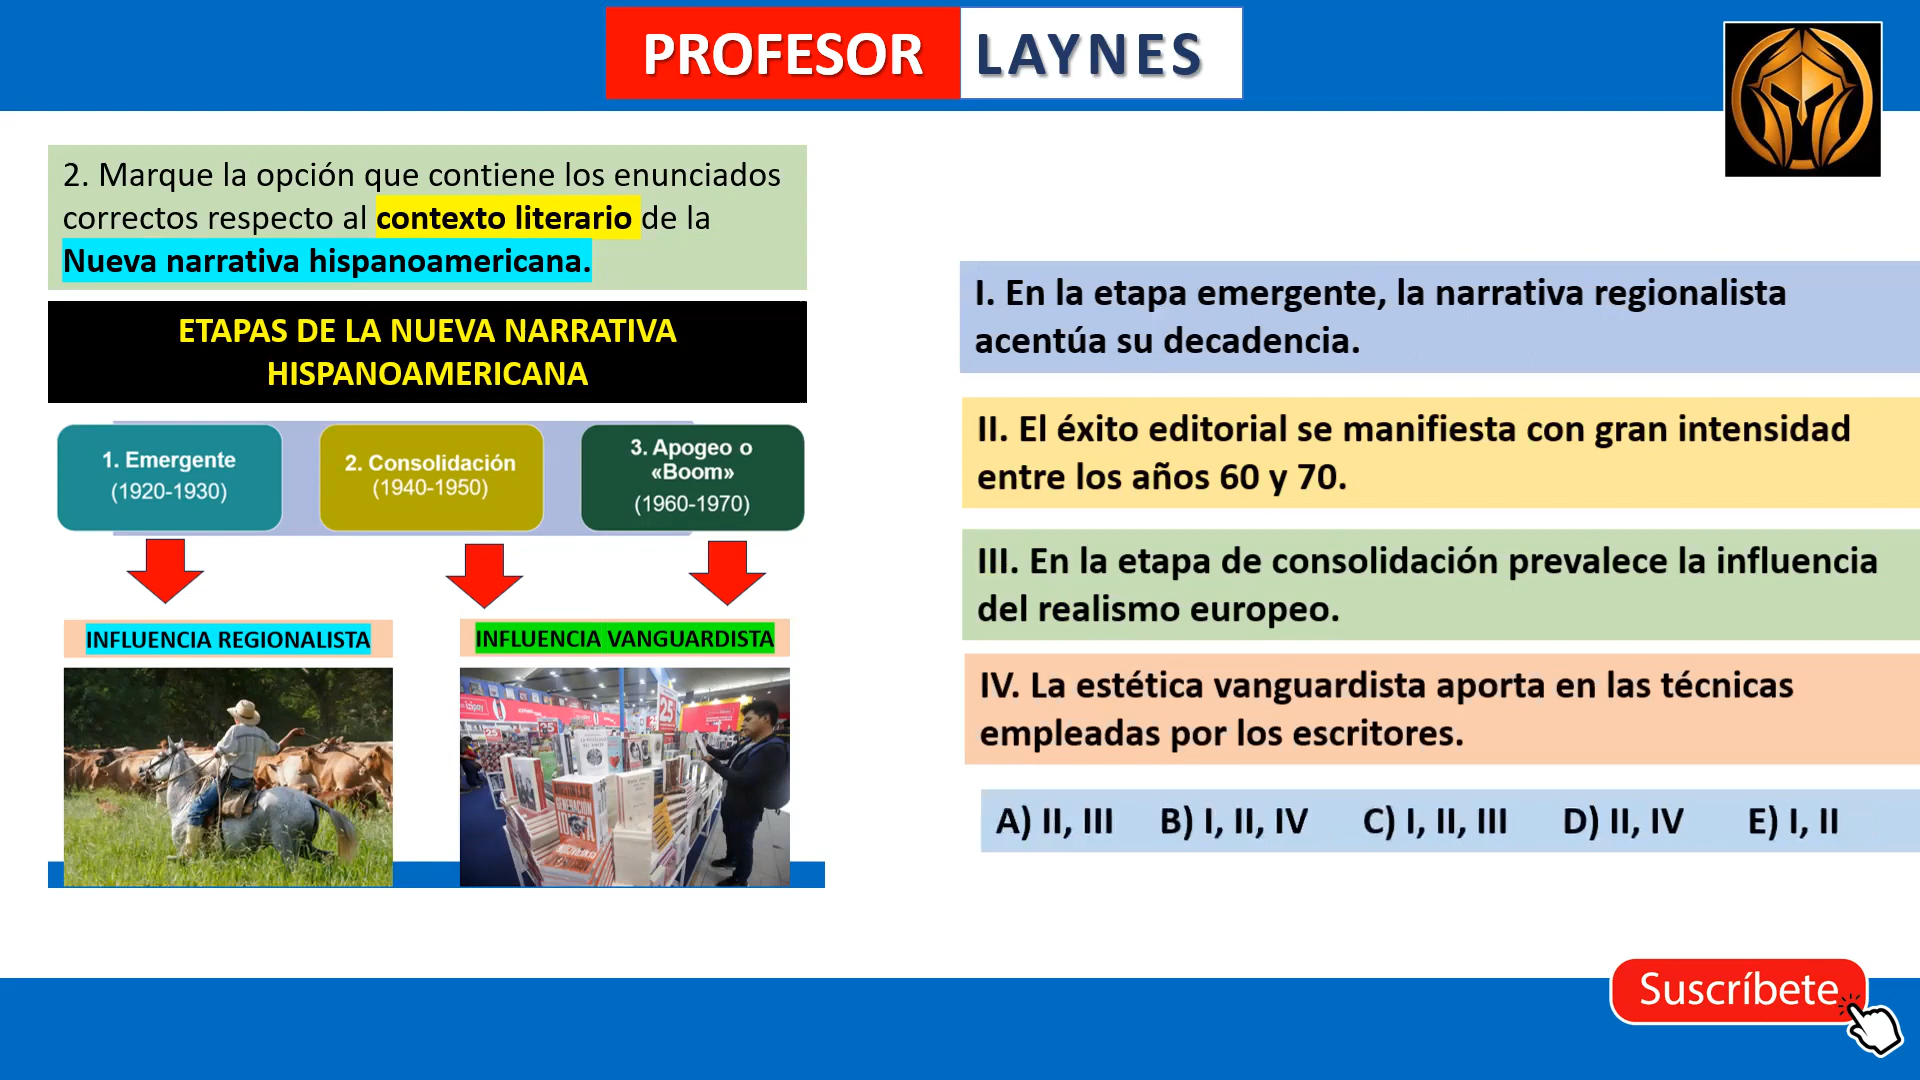 PROFESOR LAYNES
2. Marque la opción que contiene los enunciados
correctos respecto al contexto literario de la
Nueva narrativa hispanoamericana.
ETAPAS DE LA NUEVA NARRATIVA
HISPANOAMERICANA
1. Emergente
(1920-1930)
2. Consolidación
(1940-1950)
3. Apogeo o
«Boom»
(1960-1970)
INFLUENCIA REGIONALISTA
INFLUENCIA VANGUARDISTA
izipay
25
25
25
GENERACIÓN
I. En la etapa emergente, la narrativa regionalista
acentúa su decadencia.
II. El éxito editorial se manifiesta con gran intensidad
entre los años 60 y 70.
III. En la etapa de consolidación prevalece la influencia
del realismo europeo.
IV. La estética vanguardista aporta en las técnicas
empleadas por los escritores.
A) II, III B) I, II, IV C) I, II, III D) II, IV E) I, II
Suscríbete